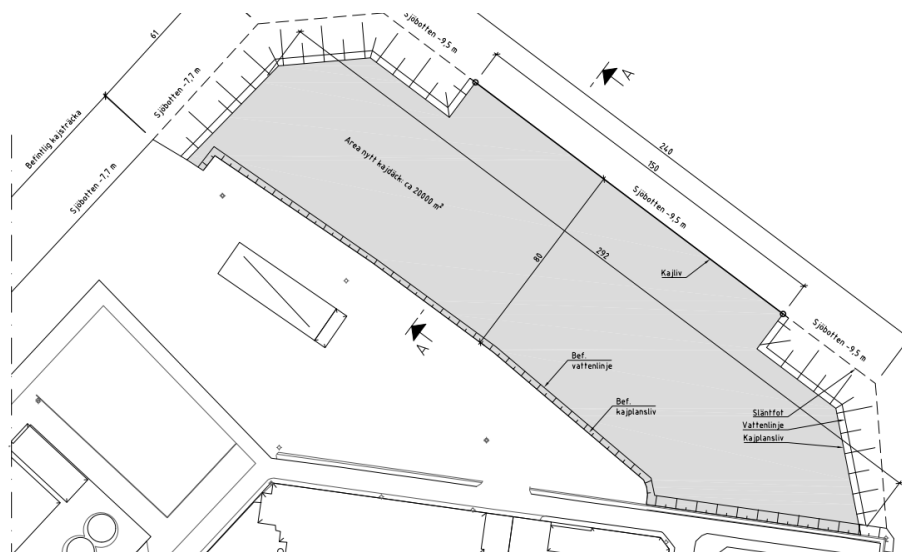 61
Befintlig kajsträcka
Sjöbotten -7,7 m
Sjöbotten -7,7 m
Sjöbotten -9,5 m
A
240
150
Sjöbotten -9,5 m
Area nytt kajdäck: ca 20000 m²
80
292
Kajliv
A
Bef.
vattenlinje
Bef.
kajplansliv
Sjöbotten -9,5 m
Släntfot
Vattenlinje
Kajplansliv